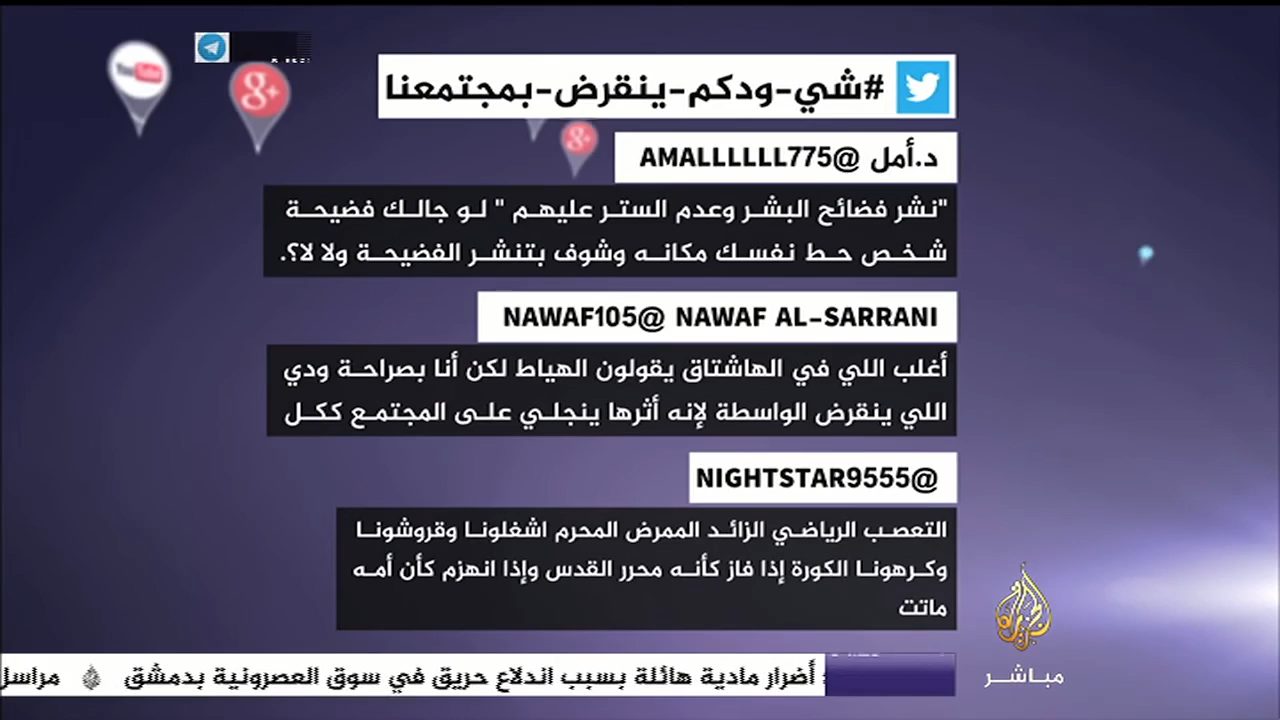 #شي-ودكم-ينقرض-بمجتمعنا
د.أمل @AMALLLLLL775
"نشر فضائح البشر وعدم الستر عليهم " لو جالك فضيحة
شخص حط نفسك مكانه وشوف بتنشر الفضيحة ولا لا؟.
NAWAF105@ NAWAF AL-SARRANI
أغلب اللي في الهاشتاق يقولون الهياط لكن أنا بصراحة ودي
اللي ينقرض الواسطة لإنه أثرها ينجلي على المجتمع ككل
NIGHTSTAR9555@
التعصب الرياضي الزائد الممرض المحرم اشغلونا وقروشونا
وكرهونا الكورة إذا فاز كأنه محرر القدس وإذا انهزم كأن أمه
ماتت
الجزيرة
مباشر
: أضرار مادية هائلة بسبب اندلاع حريق في سوق العصرونية بدمشق مراسل
You Tube
g+
g+